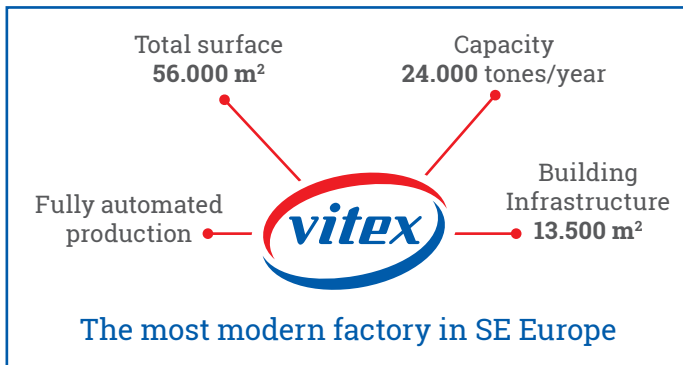 Total surface
56.000 m²
Capacity
24.000 tones/year
Fully automated
production
vitex
Building
Infrastructure
13.500 m²
The most modern factory in SE Europe